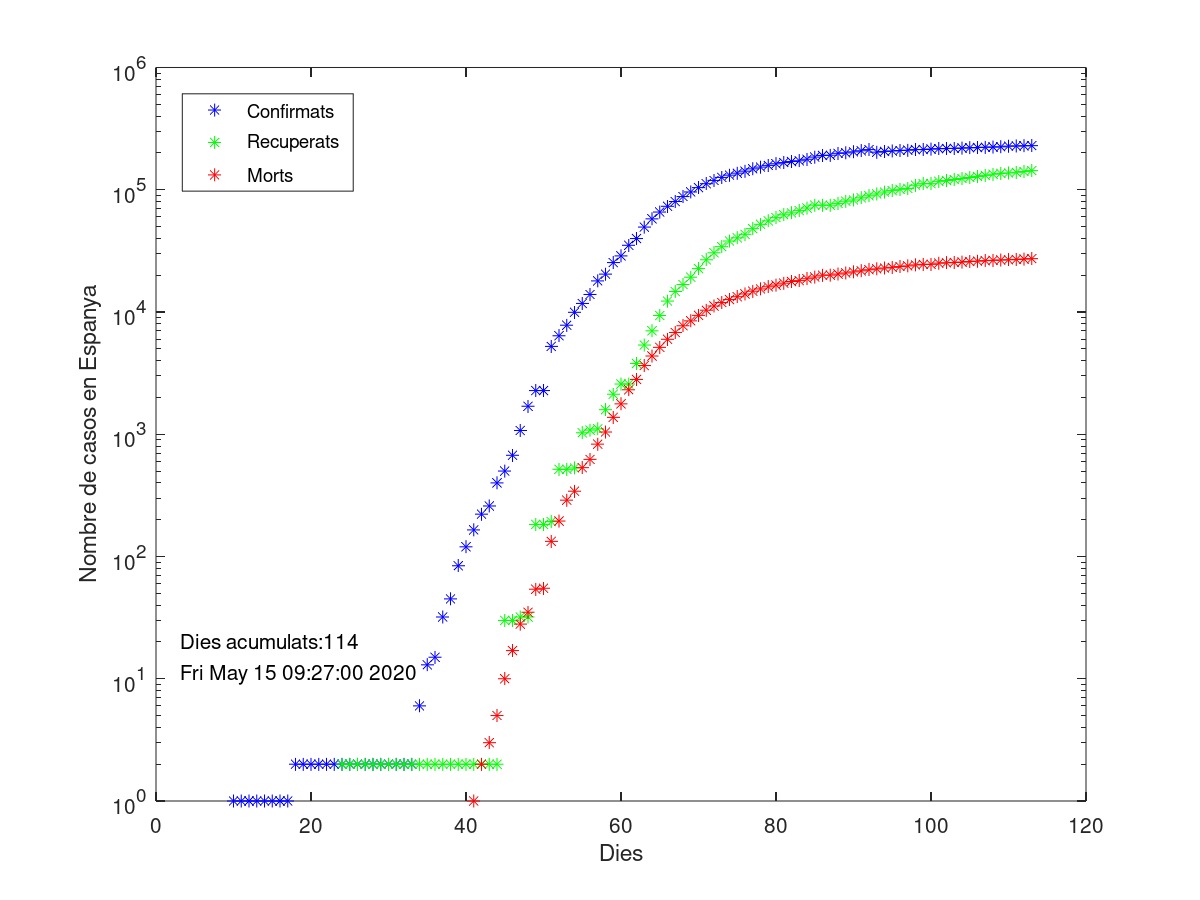 10^6
10^5
10^4
10^3
10^2
10^1
10^0
Nombre de casos en Espanya
Confirmats
Recuperats
Morts
Dies acumulats:114
Fri May 15 09:27:00 2020
0 20 40 60 80 100 120
Dies